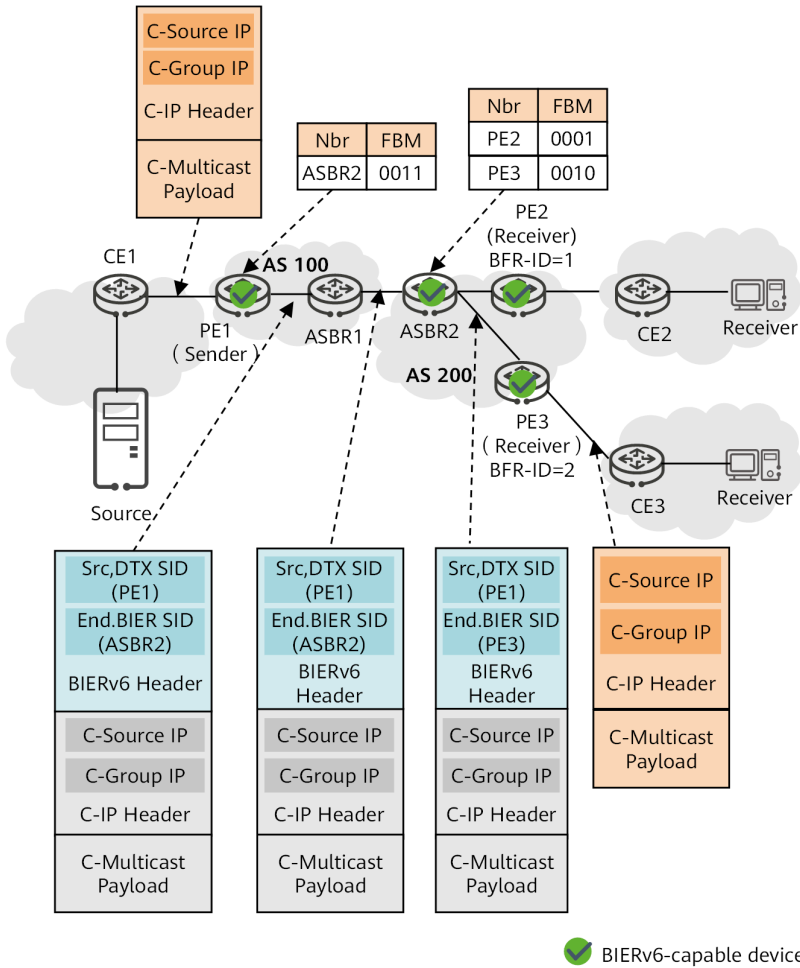 C-Source IP
C-Group IP
C-IP Header
C-Multicast
Payload
Nbr FBM
ASBR2 0011
Nbr FBM
PE2 0001
PE3 0010
CE1
AS 100
PE1
( Sender )
ASBR1
ASBR2
PE2
(Receiver)
BFR-ID=1
CE2
Receiver
AS 200
PE3
( Receiver )
BFR-ID=2
CE3
Receiver
Source
Src,DTX SID
(PE1)
End.BIER SID
(ASBR2)
BIERv6 Header
C-Source IP
C-Group IP
C-IP Header
C-Multicast
Payload
Src,DTX SID
(PE1)
End.BIER SID
(ASBR2)
BIERv6
Header
C-Source IP
C-Group IP
C-IP Header
C-Multicast
Payload
Src,DTX SID
(PE1)
End.BIER SID
(PE3)
BIERv6
Header
C-Source IP
C-Group IP
C-IP Header
C-Multicast
Payload
C-Source IP
C-Group IP
C-IP Header
C-Multicast
Payload
BIERv6-capable device